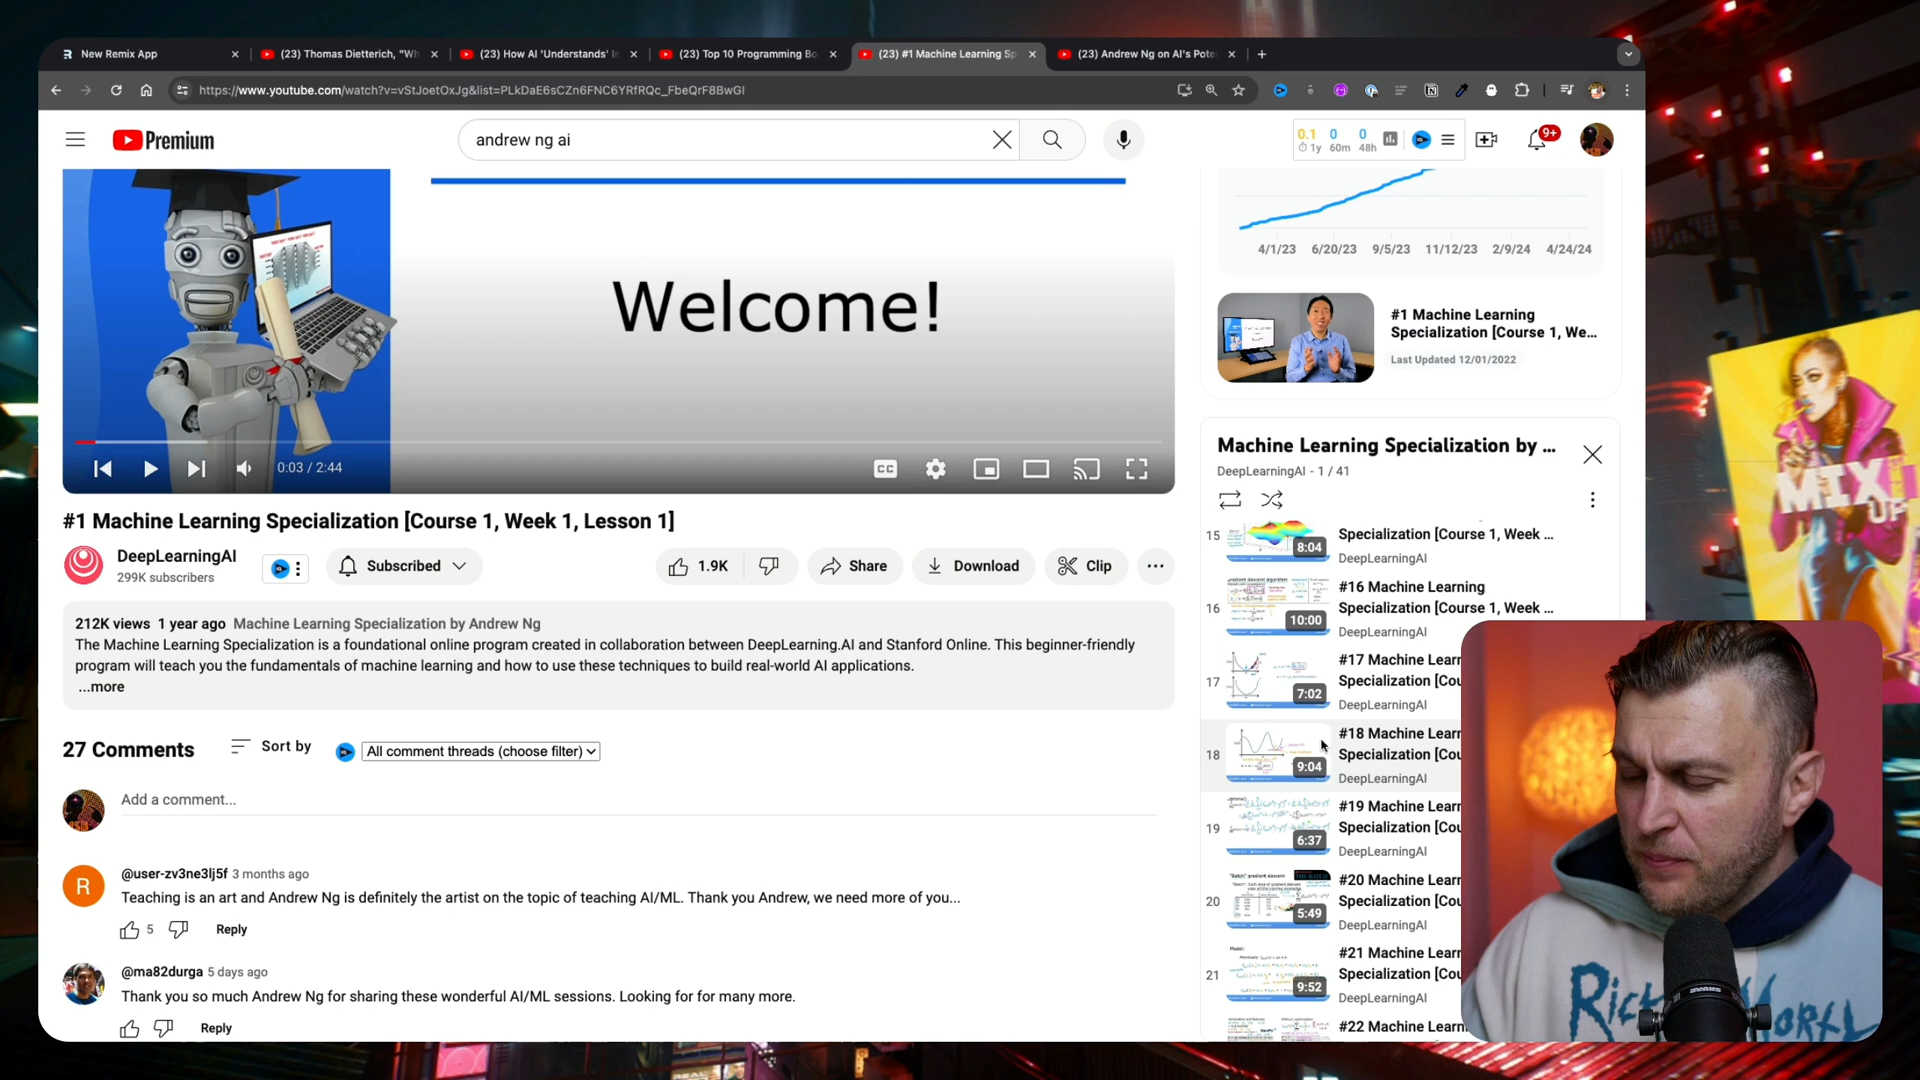 New Remix App
(23) Thomas Dietterich, "Wh
(23) How AI 'Understands' I
(23) Top 10 Programming Bo
(23) #1 Machine Learning Sp
(23) Andrew Ng on AI's Pote
https://www.youtube.com/watch?v=vStJoetOxJg&list=PLkDaE6sCZn6FNC6YRfRQc_FbeQrF8BwGI
Premium
andrew ng ai
0.1 0 0
1y 60m 48h
9+
Welcome!
0:03 / 2:44
CC
4/1/23 6/20/23 9/5/23 11/12/23 2/9/24 4/24/24
#1 Machine Learning
Specialization [Course 1, We...
Last Updated 12/01/2022
#1 Machine Learning Specialization [Course 1, Week 1, Lesson 1]
DeepLearningAI
299K subscribers
Subscribed
1.9K
Share
Download
Clip
212K views 1 year ago Machine Learning Specialization by Andrew Ng
The Machine Learning Specialization is a foundational online program created in collaboration between DeepLearning.AI and Stanford Online. This beginner-friendly
program will teach you the fundamentals of machine learning and how to use these techniques to build real-world AI applications.
...more
27 Comments
Sort by
All comment threads (choose filter)
Add a comment...
R
@user-zv3ne3lj5f 3 months ago
Teaching is an art and Andrew Ng is definitely the artist on the topic of teaching AI/ML. Thank you Andrew, we need more of you...
5
Reply
@ma82durga 5 days ago
Thank you so much Andrew Ng for sharing these wonderful AI/ML sessions. Looking for for many more.
Reply
Machine Learning Specialization by ...
DeepLearningAI - 1 / 41
15
8:04
Specialization [Course 1, Week ...
DeepLearningAI
16
10:00
#16 Machine Learning
Specialization [Course 1, Week ...
DeepLearningAI
17
7:02
#17 Machine Lear
Specialization [Cou
DeepLearningAI
18
9:04
#18 Machine Lear
Specialization [Cou
DeepLearningAI
19
6:37
#19 Machine Lear
Specialization [Cou
DeepLearningAI
20
5:49
#20 Machine Lear
Specialization [Cou
DeepLearningAI
21
9:52
#21 Machine Lear
Specialization [Cou
DeepLearningAI
#22 Machine Learn
MIX
UP
SHURE